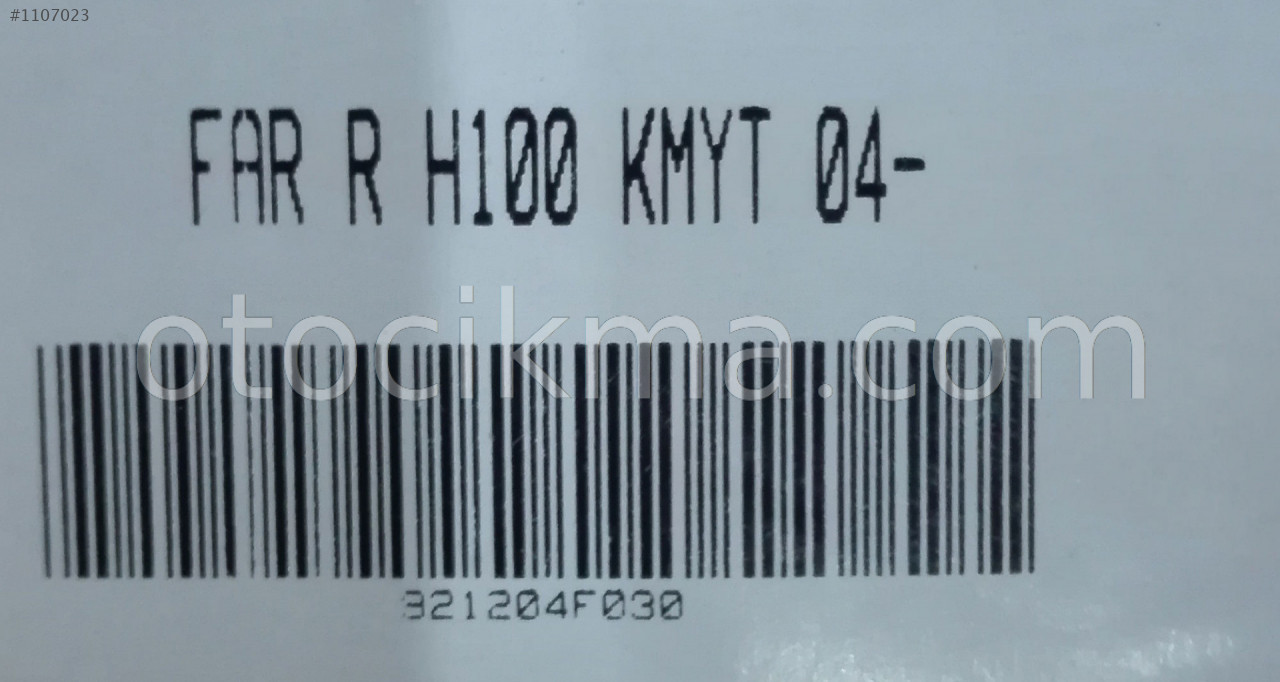 #1107023
FAR R H100 KMYT 04-
otocikma.com
321204F030